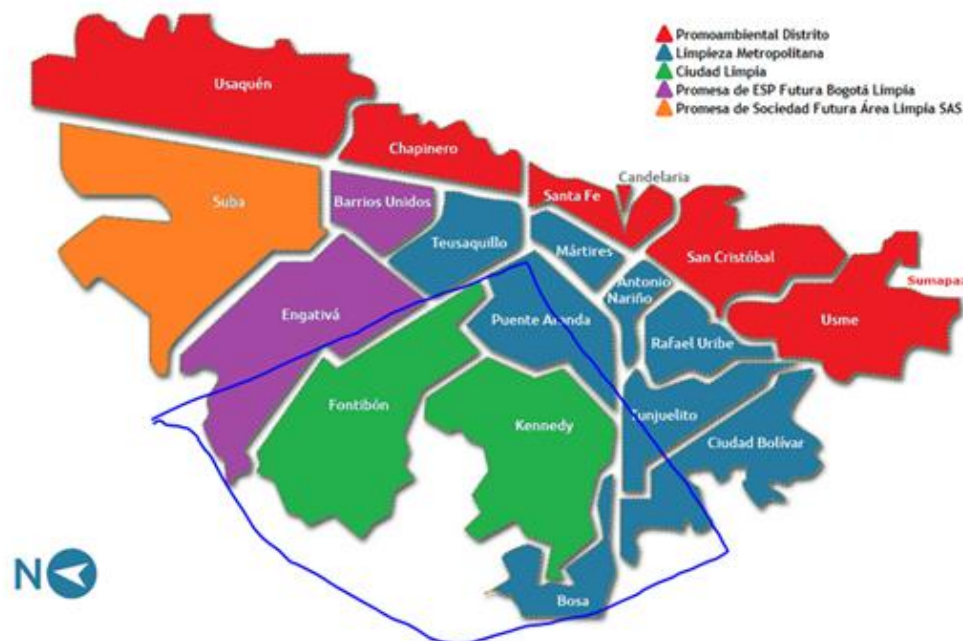 Promoambiental Distrito
Limpieza Metropolitana
Ciudad Limpia
Promesa de ESP Futura Bogotá Limpia
Promesa de Sociedad Futura Área Limpia SAS
Usaquén
Chapinero
Candelaria
Santa Fe
Suba
Barrios Unidos
Teusaquillo
Mártires
San Cristóbal
Antonio
Nariño
Sumapaz
Engativá
Puente Aranda
Usme
Rafael Uribe
Fontibón
Kennedy
Tunjuelito
Ciudad Bolívar
N
Bosa